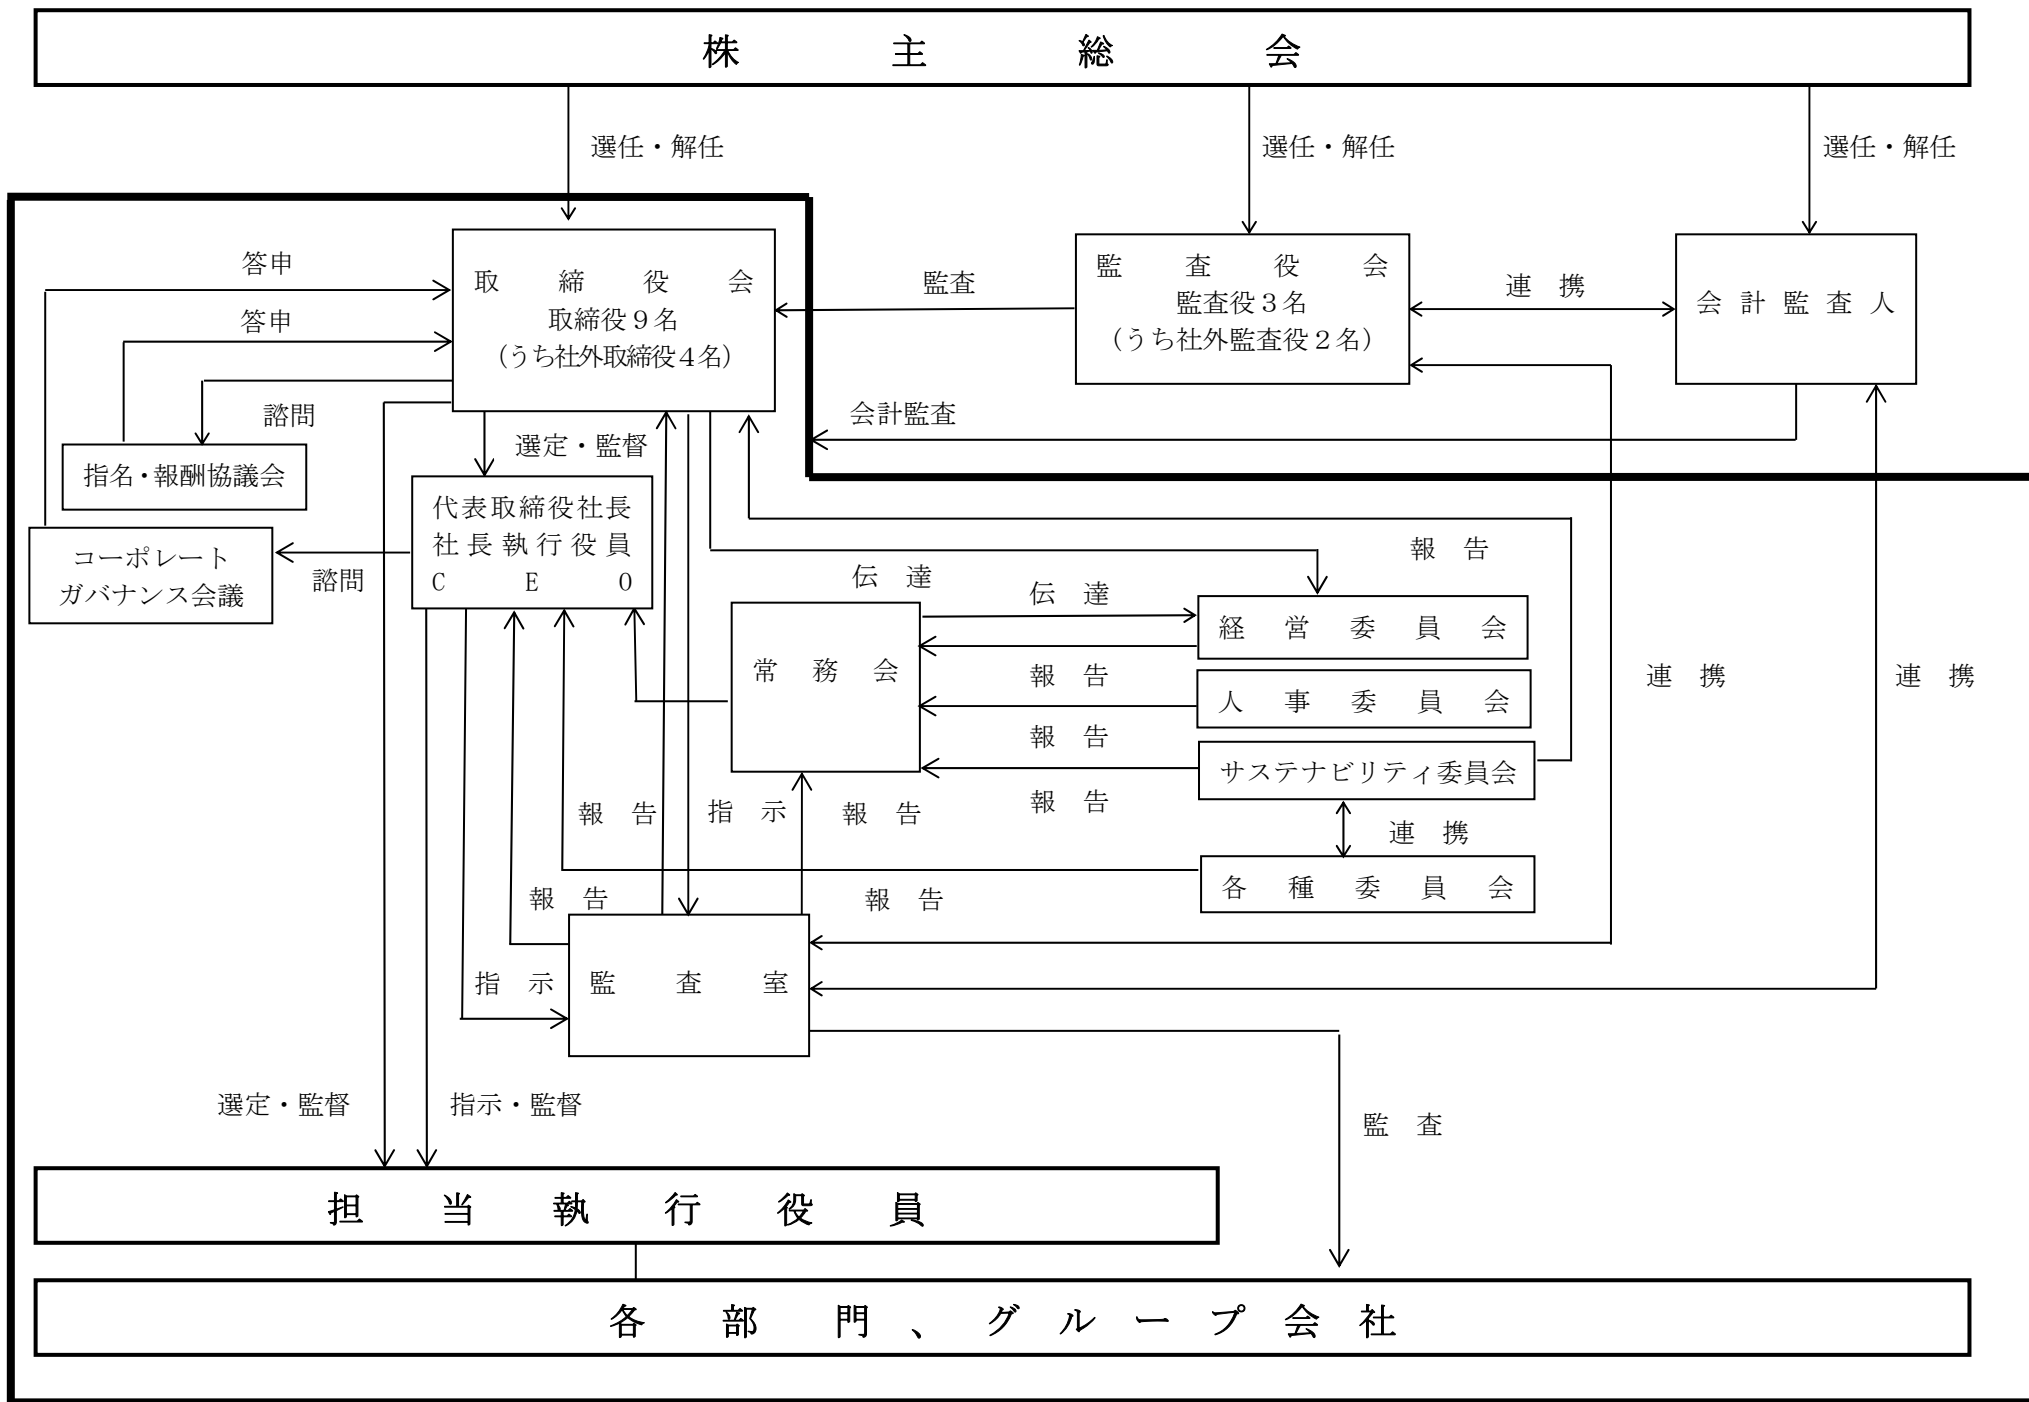 株主総会
選任・解任
選任・解任
選任・解任
答申
答申
取締役会
取締役９名
（うち社外取締役４名）
監査
監査役会
監査役３名
（うち社外監査役２名）
連携
会計監査人
諮問
会計監査
選定・監督
指名・報酬協議会
代表取締役社長
社長執行役員
CEO
コーポレート
ガバナンス会議
諮問
報告
伝達
伝達
経営委員会
常務会
報告
人事委員会
連携
連携
報告
サステナビリティ委員会
報告
報告
指示
報告
連携
各種委員会
報告
報告
指示
監査室
選定・監督
指示・監督
監査
担当執行役員
各部門、グループ会社